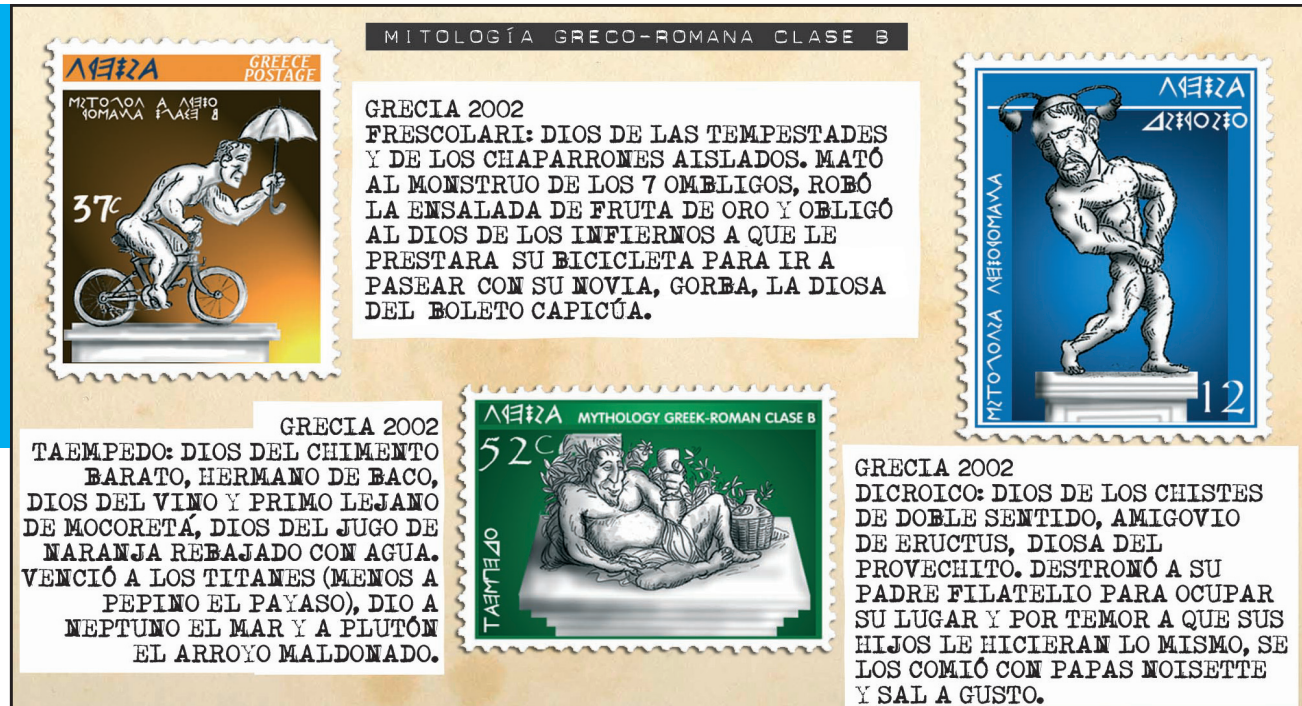 MITOLOGÍA GRECO-ROMANA CLASE B
GREECE
POSTAGE
37c
GRECIA 2002
FRESCOLARI: DIOS DE LAS TEMPESTADES
Y DE LOS CHAPARRONES AISLADOS. MATÓ
AL MONSTRUO DE LOS 7 OMBLIGOS, ROBÓ
LA ENSALADA DE FRUTA DE ORO Y OBLIGÓ
AL DIOS DE LOS INFIERNOS A QUE LE
PRESTARA SU BICICLETA PARA IR A
PASEAR CON SU NOVIA, GORBA, LA DIOSA
DEL BOLETO CAPICÚA.
12
GRECIA 2002
TAEMPEDO: DIOS DEL CHIMENTO
BARATO, HERMANO DE BACO,
DIOS DEL VINO Y PRIMO LEJANO
DE MOCORETÁ, DIOS DEL JUGO DE
NARANJA REBAJADO CON AGUA.
VENCIÓ A LOS TITANES (MENOS A
PEPINO EL PAYASO), DIO A
NEPTUNO EL MAR Y A PLUTÓN
EL ARROYO MALDONADO.
MYTHOLOGY GREEK-ROMAN CLASE B
52c
TAEMPEDO
GRECIA 2002
DICROICO: DIOS DE LOS CHISTES
DE DOBLE SENTIDO, AMIGOVIO
DE ERUCTUS, DIOSA DEL
PROVECHITO. DESTRONÓ A SU
PADRE FILATELIO PARA OCUPAR
SU LUGAR Y POR TEMOR A QUE SUS
HIJOS LE HICIERAN LO MISMO, SE
LOS COMIÓ CON PAPAS NOISETTE
Y SAL A GUSTO.